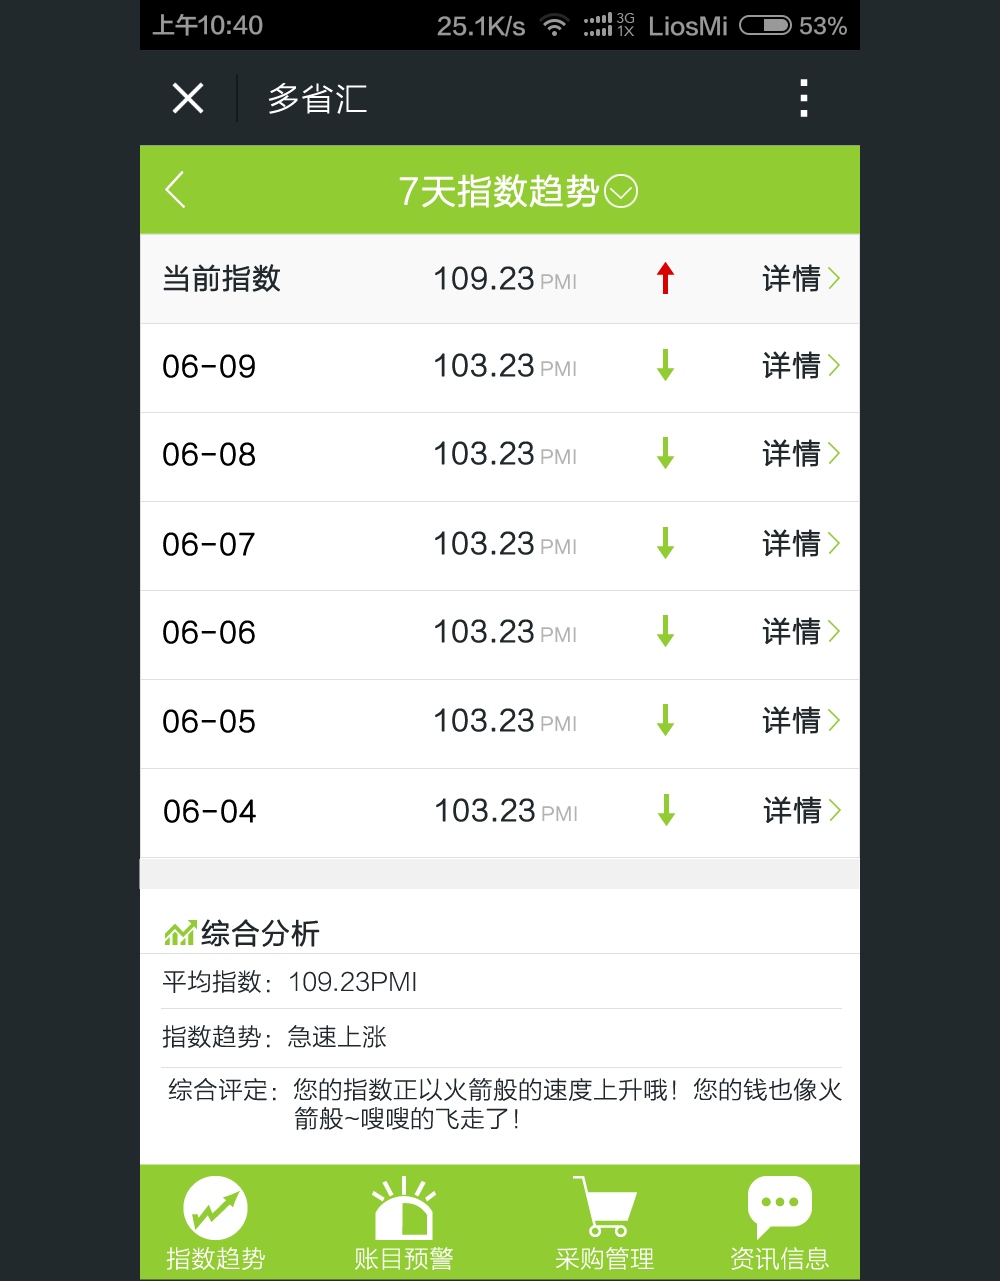 上午10:40 25.1K/s 3G 1X LiosMi 53%
多省汇
7天指数趋势
当前指数 109.23 PMI 详情
06-09 103.23 PMI 详情
06-08 103.23 PMI 详情
06-07 103.23 PMI 详情
06-06 103.23 PMI 详情
06-05 103.23 PMI 详情
06-04 103.23 PMI 详情
综合分析
平均指数：109.23PMI
指数趋势：急速上涨
综合评定：您的指数正以火箭般的速度上升哦！您的钱也像火
箭般~嗖嗖的飞走了！
指数趋势 账目预警 采购管理 资讯信息